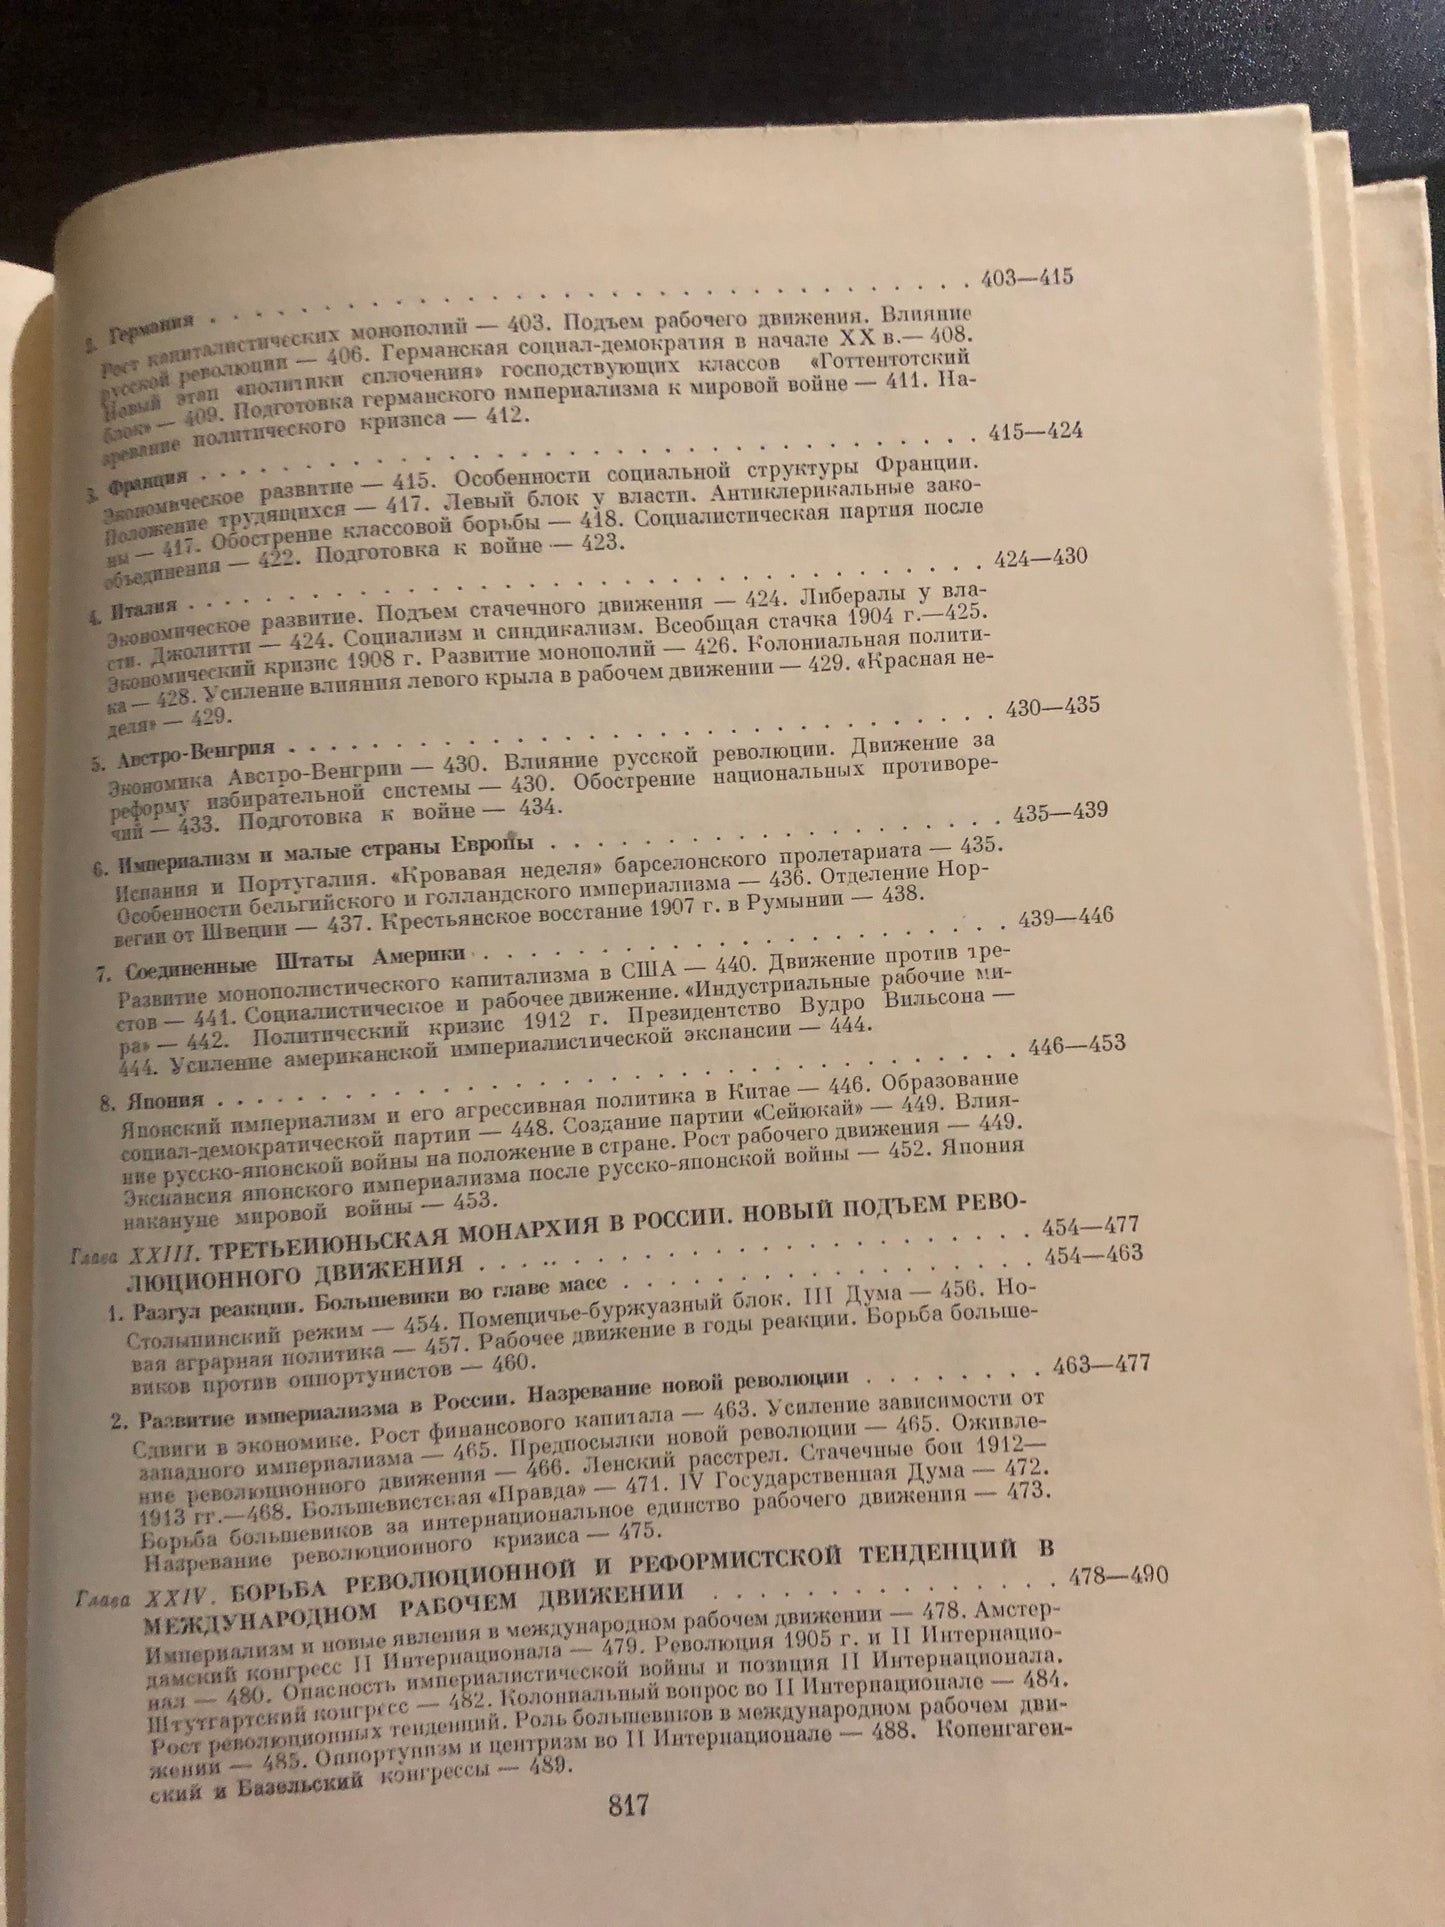 2. Германия . . . . . . . . . . . . . . . . . . . . . . . . . 403—415
Рост капиталистических монополий — 403. Подъем рабочего движения. Влияние
русской революции — 406. Германская социал-демократия в начале XX в.— 408.
Новый этап «политики сплочения» господствующих классов «Готтентотский
блок» — 409. Подготовка германского империализма к мировой войне — 411. На-
зревание политического кризиса — 412.
3. Франция . . . . . . . . . . . . . . . . . . . . . . . . . 415—424
Экономическое развитие — 415. Особенности социальной структуры Франции.
Положение трудящихся — 417. Левый блок у власти. Антиклерикальные зако-
ны — 417. Обострение классовой борьбы — 418. Социалистическая партия после
объединения — 422. Подготовка к войне — 423.
4. Италия . . . . . . . . . . . . . . . . . . . . . . . . . 424—430
Экономическое развитие. Подъем стачечного движения — 424. Либералы у вла-
сти. Джолитти — 424. Социализм и синдикализм. Всеобщая стачка 1904 г.—425.
Экономический кризис 1908 г. Развитие монополий — 426. Колониальная полити-
ка — 428. Усиление влияния левого крыла в рабочем движении — 429. «Красная не-
деля» — 429.
5. Австро-Венгрия . . . . . . . . . . . . . . . . . . . . . . 430—435
Экономика Австро-Венгрии — 430. Влияние русской революции. Движение за
реформу избирательной системы — 430. Обострение национальных противоре-
чий — 433. Подготовка к войне — 434.
6. Империализм и малые страны Европы . . . . . . . . . . . . . . 435—439
Испания и Португалия. «Кровавая неделя» барселонского пролетариата — 435.
Особенности бельгийского и голландского империализма — 436. Отделение Нор-
вегии от Швеции — 437. Крестьянское восстание 1907 г. в Румынии — 438.
7. Соединенные Штаты Америки . . . . . . . . . . . . . . . . . 439—446
Развитие монополистического капитализма в США — 440. Движение против тре-
стов — 441. Социалистическое и рабочее движение. «Индустриальные рабочие ми-
ра» — 442. Политический кризис 1912 г. Президентство Вудро Вильсона —
444. Усиление американской империалистической экспансии — 444.
8. Япония . . . . . . . . . . . . . . . . . . . . . . . . . 446—453
Японский империализм и его агрессивная политика в Китае — 446. Образование
социал-демократической партии — 448. Создание партии «Сейюкай» — 449. Влия-
ние русско-японской войны на положение в стране. Рост рабочего движения — 449.
Экспансия японского империализма после русско-японской войны — 452. Япония
накануне мировой войны — 453.
Глава XXIII. ТРЕТЬЕИЮНЬСКАЯ МОНАРХИЯ В РОССИИ. НОВЫЙ ПОДЪЕМ РЕВО-
ЛЮЦИОННОГО ДВИЖЕНИЯ . . . . . . . . . . . . . . . . . . 454—477
1. Разгул реакции. Большевики во главе масс . . . . . . . . . . . . 454—463
Столыпинский режим — 454. Помещичье-буржуазный блок. III Дума — 456. Но-
вая аграрная политика — 457. Рабочее движение в годы реакции. Борьба больше-
виков против оппортунистов — 460.
2. Развитие империализма в России. Назревание новой революции . . . . . . . 463—477
Сдвиги в экономике. Рост финансового капитала — 463. Усиление зависимости от
западного империализма — 465. Предпосылки новой революции — 465. Оживле-
ние революционного движения — 466. Ленский расстрел. Стачечные бои 1912—
1913 гг.—468. Большевистская «Правда» — 471. IV Государственная Дума — 472.
Борьба большевиков за интернациональное единство рабочего движения — 473.
Назревание революционного кризиса — 475.
Глава XXIV. БОРЬБА РЕВОЛЮЦИОННОЙ И РЕФОРМИСТСКОЙ ТЕНДЕНЦИЙ В
МЕЖДУНАРОДНОМ РАБОЧЕМ ДВИЖЕНИИ . . . . . . . . . . . 478—490
Империализм и новые явления в международном рабочем движении — 478. Амстер-
дамский конгресс II Интернационала — 479. Революция 1905 г. и II Интернацио-
нал — 480. Опасность империалистической войны и позиция II Интернационала.
Штутгартский конгресс — 482. Колониальный вопрос во II Интернационале — 484.
Рост революционных тенденций. Роль большевиков в международном рабочем дви-
жении — 485. Оппортунизм и центризм во II Интернационале — 488. Копенгаген-
ский и Базельский конгрессы — 489.
817